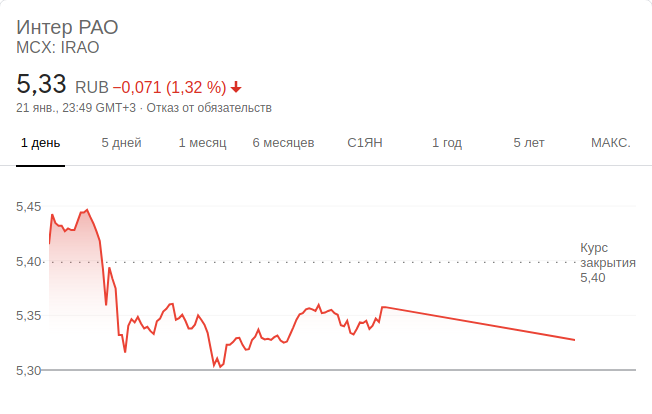 Интер РАО
MCX: IRAO
5,33 RUB −0,071 (1,32 %)
21 янв., 23:49 GMT+3 · Отказ от обязательств
1 день 5 дней 1 месяц 6 месяцев С1ЯН 1 год 5 лет МАКС.
5,45
Курс
5,40 закрытия
5,40
5,35
5,30